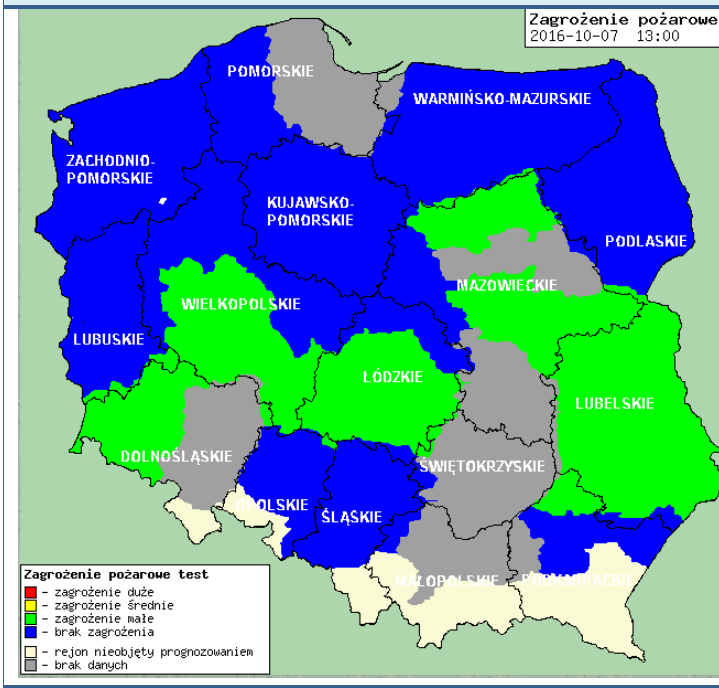 Zagrożenie pożarowe
2016-10-07 13:00
POMORSKIE
WARMIŃSKO-MAZURSKIE
ZACHODNIO-
POMORSKIE
KUJAWSKO-
POMORSKIE
PODLASKIE
MAZOWIECKIE
WIELKOPOLSKIE
LUBUSKIE
ŁÓDZKIE
LUBELSKIE
DOLNOŚLĄSKIE
ŚWIĘTOKRZYSKIE
OPOLSKIE
ŚLĄSKIE
MAŁOPOLSKIE
PODKARPACKIE
Zagrożenie pożarowe test
- zagrożenie duże
- zagrożenie średnie
- zagrożenie małe
- brak zagrożenia
- rejon nieobjęty prognozowaniem
- brak danych